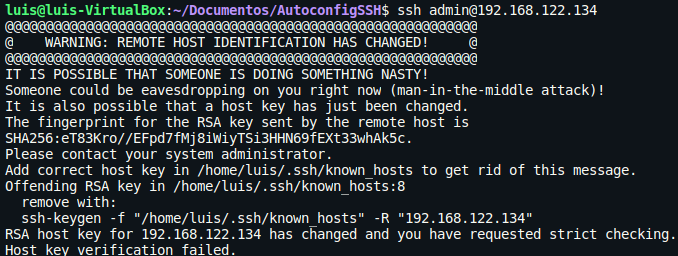 luis@luis-VirtualBox:~/Documentos/AutoconfigSSH$ ssh admin@192.168.122.134
@@@@@@@@@@@@@@@@@@@@@@@@@@@@@@@@@@@@@@@@@@@@@@@@@@@@@@@@@@@
@    WARNING: REMOTE HOST IDENTIFICATION HAS CHANGED!     @
@@@@@@@@@@@@@@@@@@@@@@@@@@@@@@@@@@@@@@@@@@@@@@@@@@@@@@@@@@@
IT IS POSSIBLE THAT SOMEONE IS DOING SOMETHING NASTY!
Someone could be eavesdropping on you right now (man-in-the-middle attack)!
It is also possible that a host key has just been changed.
The fingerprint for the RSA key sent by the remote host is
SHA256:eT83Kro//EFpd7fMj8iWiyTSi3HHN69fEXt33whAk5c.
Please contact your system administrator.
Add correct host key in /home/luis/.ssh/known_hosts to get rid of this message.
Offending RSA key in /home/luis/.ssh/known_hosts:8
  remove with:
  ssh-keygen -f "/home/luis/.ssh/known_hosts" -R "192.168.122.134"
RSA host key for 192.168.122.134 has changed and you have requested strict checking.
Host key verification failed.